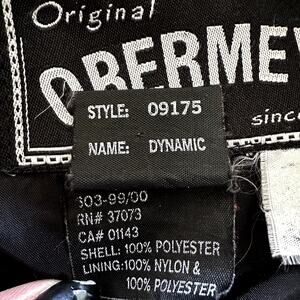 Original
OBERME
since
STYLE: 09175
NAME: DYNAMIC
S03-99/00
RN# 37073
CA# 01143
SHELL: 100% POLYESTER
LINING: 100% NYLON &
100% POLYESTER